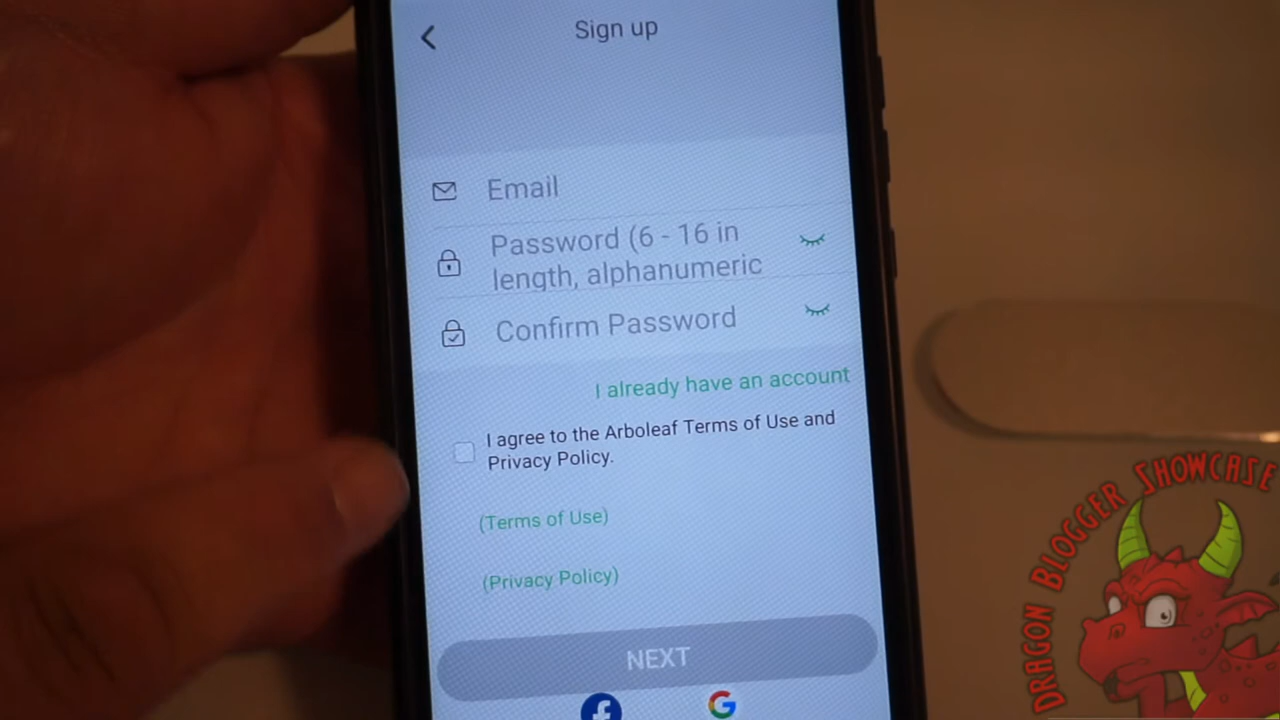 Sign up
Email
Password (6 - 16 in
length, alphanumeric
Confirm Password
I already have an account
I agree to the Arboleaf Terms of Use and
Privacy Policy.
(Terms of Use)
(Privacy Policy)
NEXT
DRAGON BLOGGER SHOWCASE